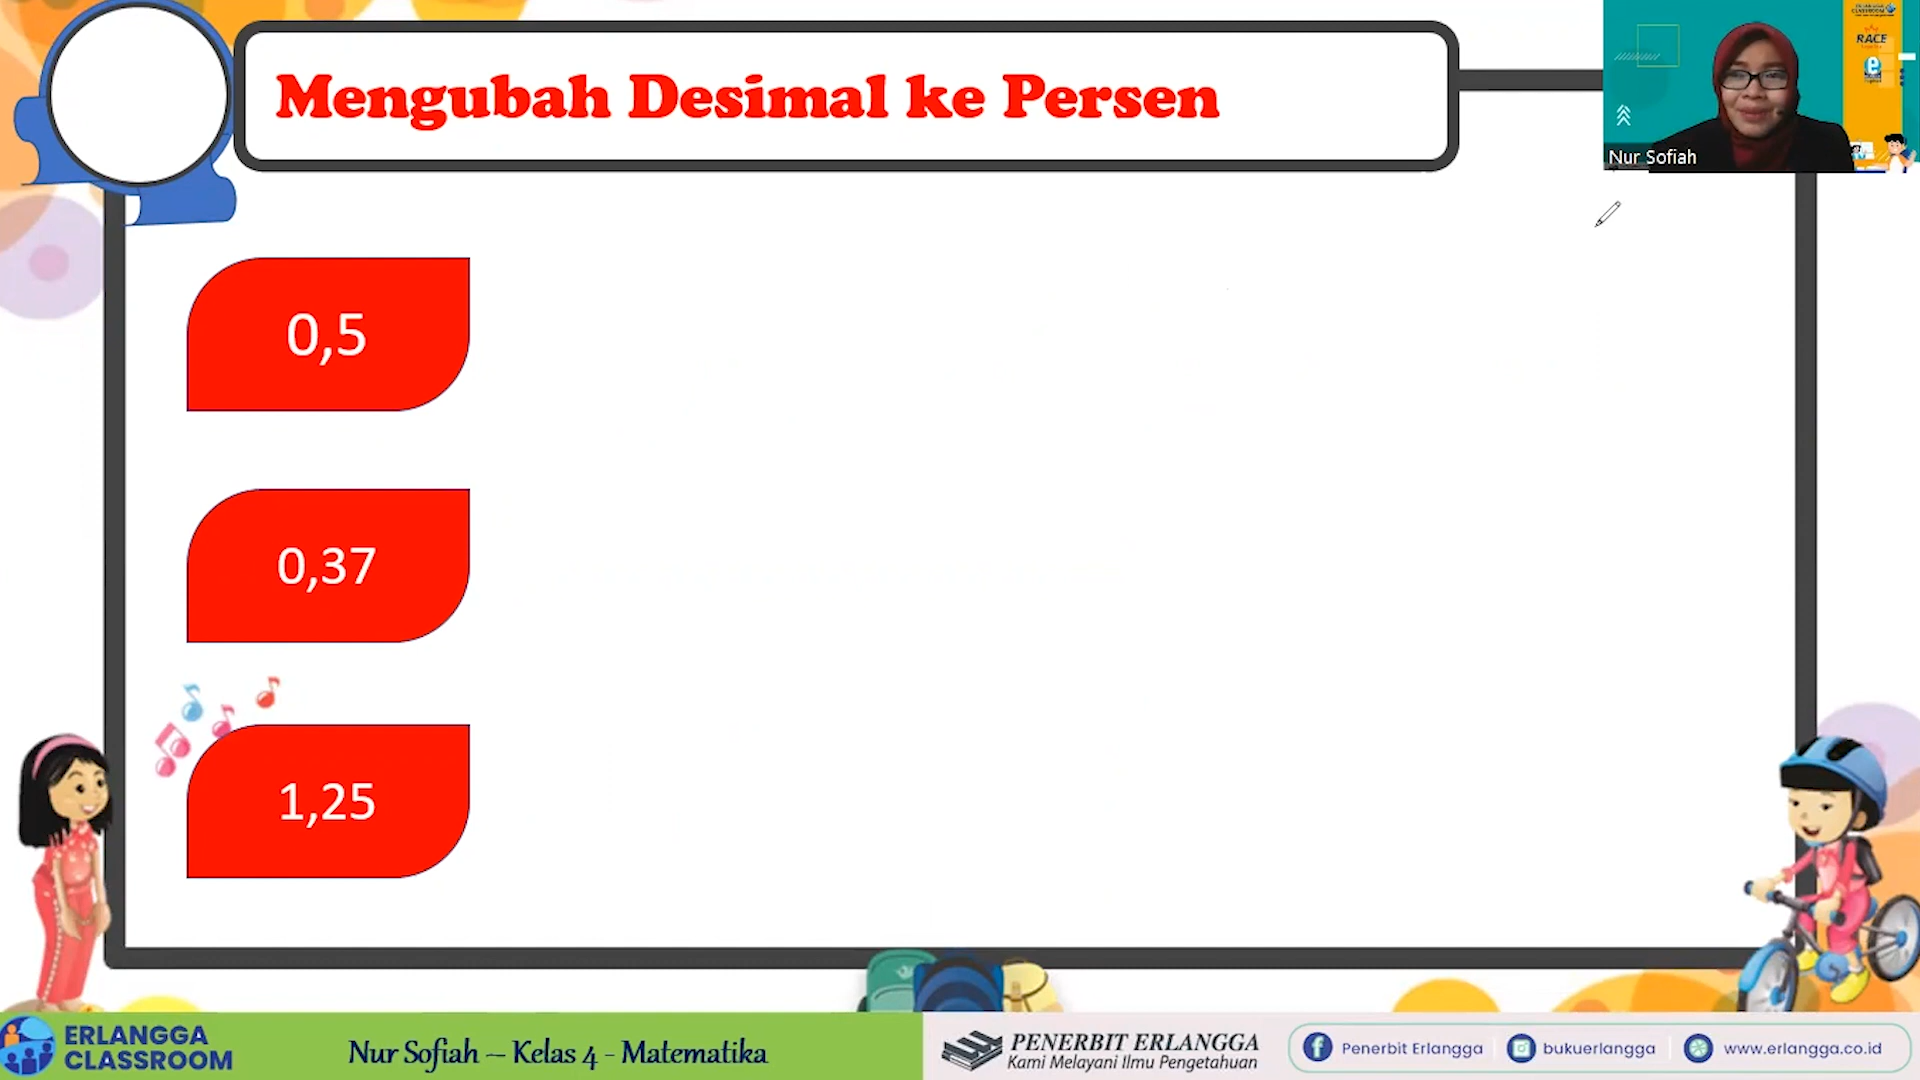 Mengubah Desimal ke Persen
RACE
Nur Sofiah
0,5
0,37
1,25
ERLANGGA
CLASSROOM
Nur Sofiah – Kelas 4 - Matematika
PENERBIT ERLANGGA
Kami Melayani Ilmu Pengetahuan
Penerbit Erlangga
bukuerlangga
www.erlangga.co.id